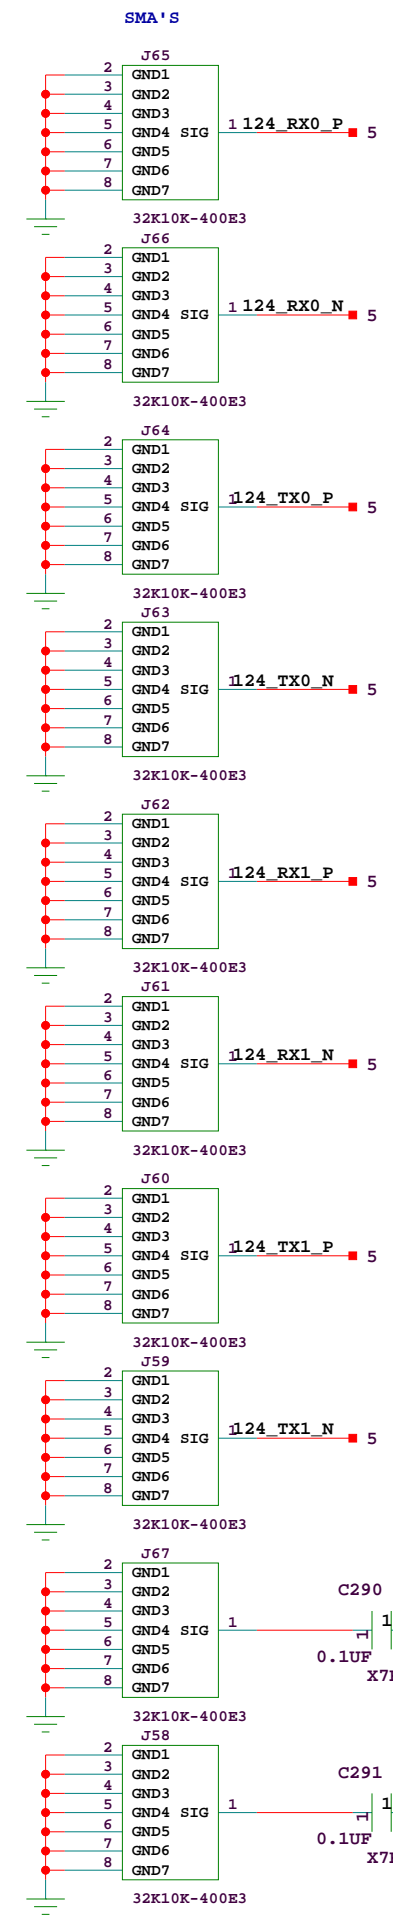 SMA'S
J65
2 GND1
3 GND2
4 GND3
5 GND4 SIG 1 124_RX0_P 5
6 GND5
7 GND6
8 GND7
32K10K-400E3
J66
2 GND1
3 GND2
4 GND3
5 GND4 SIG 1 124_RX0_N 5
6 GND5
7 GND6
8 GND7
32K10K-400E3
J64
2 GND1
3 GND2
4 GND3
5 GND4 SIG 1 124_TX0_P 5
6 GND5
7 GND6
8 GND7
32K10K-400E3
J63
2 GND1
3 GND2
4 GND3
5 GND4 SIG 1 124_TX0_N 5
6 GND5
7 GND6
8 GND7
32K10K-400E3
J62
2 GND1
3 GND2
4 GND3
5 GND4 SIG 1 124_RX1_P 5
6 GND5
7 GND6
8 GND7
32K10K-400E3
J61
2 GND1
3 GND2
4 GND3
5 GND4 SIG 1 124_RX1_N 5
6 GND5
7 GND6
8 GND7
32K10K-400E3
J60
2 GND1
3 GND2
4 GND3
5 GND4 SIG 1 124_TX1_P 5
6 GND5
7 GND6
8 GND7
32K10K-400E3
J59
2 GND1
3 GND2
4 GND3
5 GND4 SIG 1 124_TX1_N 5
6 GND5
7 GND6
8 GND7
32K10K-400E3
J67
2 GND1
3 GND2 C290
4 GND3
5 GND4 SIG 1 1 1
6 GND5
7 GND6 0.1UF
8 GND7
32K10K-400E3
J58
2 GND1
3 GND2 C291
4 GND3
5 GND4 SIG 1 1 1
6 GND5
7 GND6 0.1UF
8 GND7
32K10K-400E3